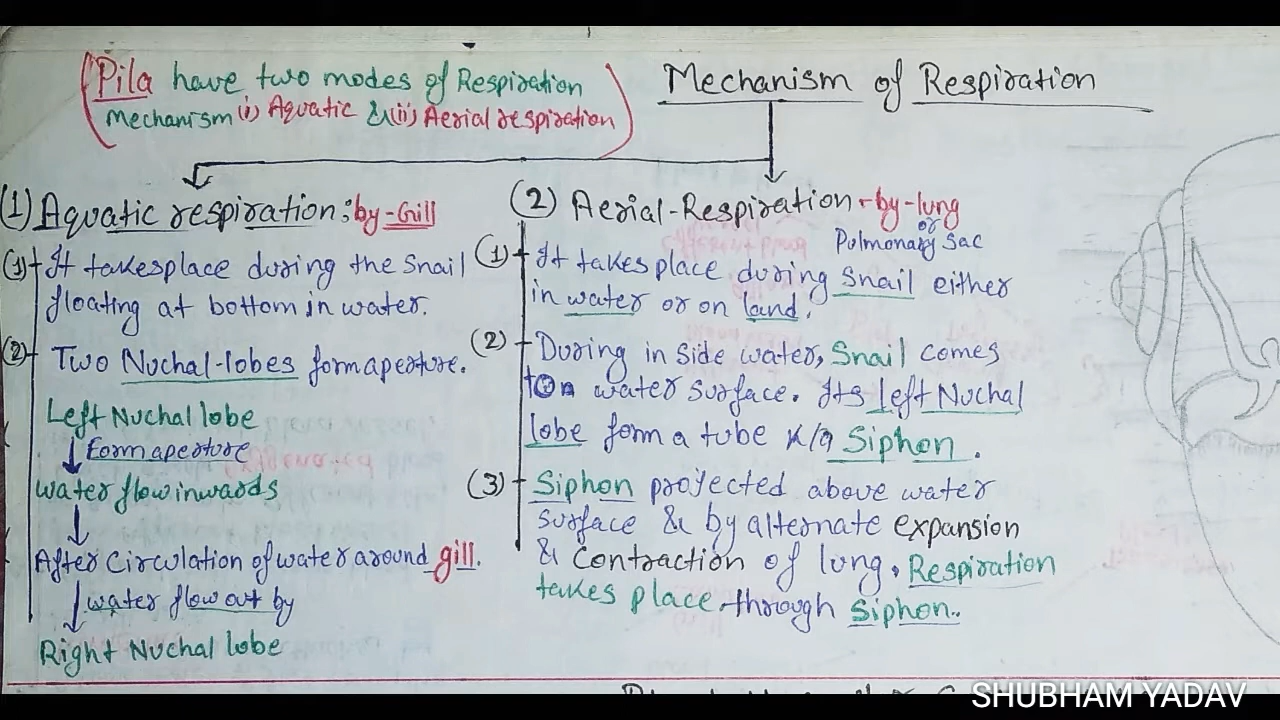 Pila have two modes of Respiration
Mechanism (i) Aquatic & (ii) Aerial respiration
Mechanism of Respiration
(1) Aquatic respiration: by-Gill
(1) It takesplace during the Snail
floating at bottom in water.
(2) Two Nuchal-lobes form aperture.
Left Nuchal lobe
Form aperture
Water flow inwards
After Circulation of water around gill.
water flow out by
Right Nuchal lobe
(2) Aerial-Respiration - by-lung
or
Pulmonary Sac
(1) It takes place during Snail either
in water or on land.
(2) During in side water, Snail comes
to on water surface. Its Left Nuchal
lobe form a tube k/a Siphon.
(3) Siphon projected above water
surface & by alternate expansion
& Contraction of lung, Respiration
takes place through Siphon.
SHUBHAM YADAV